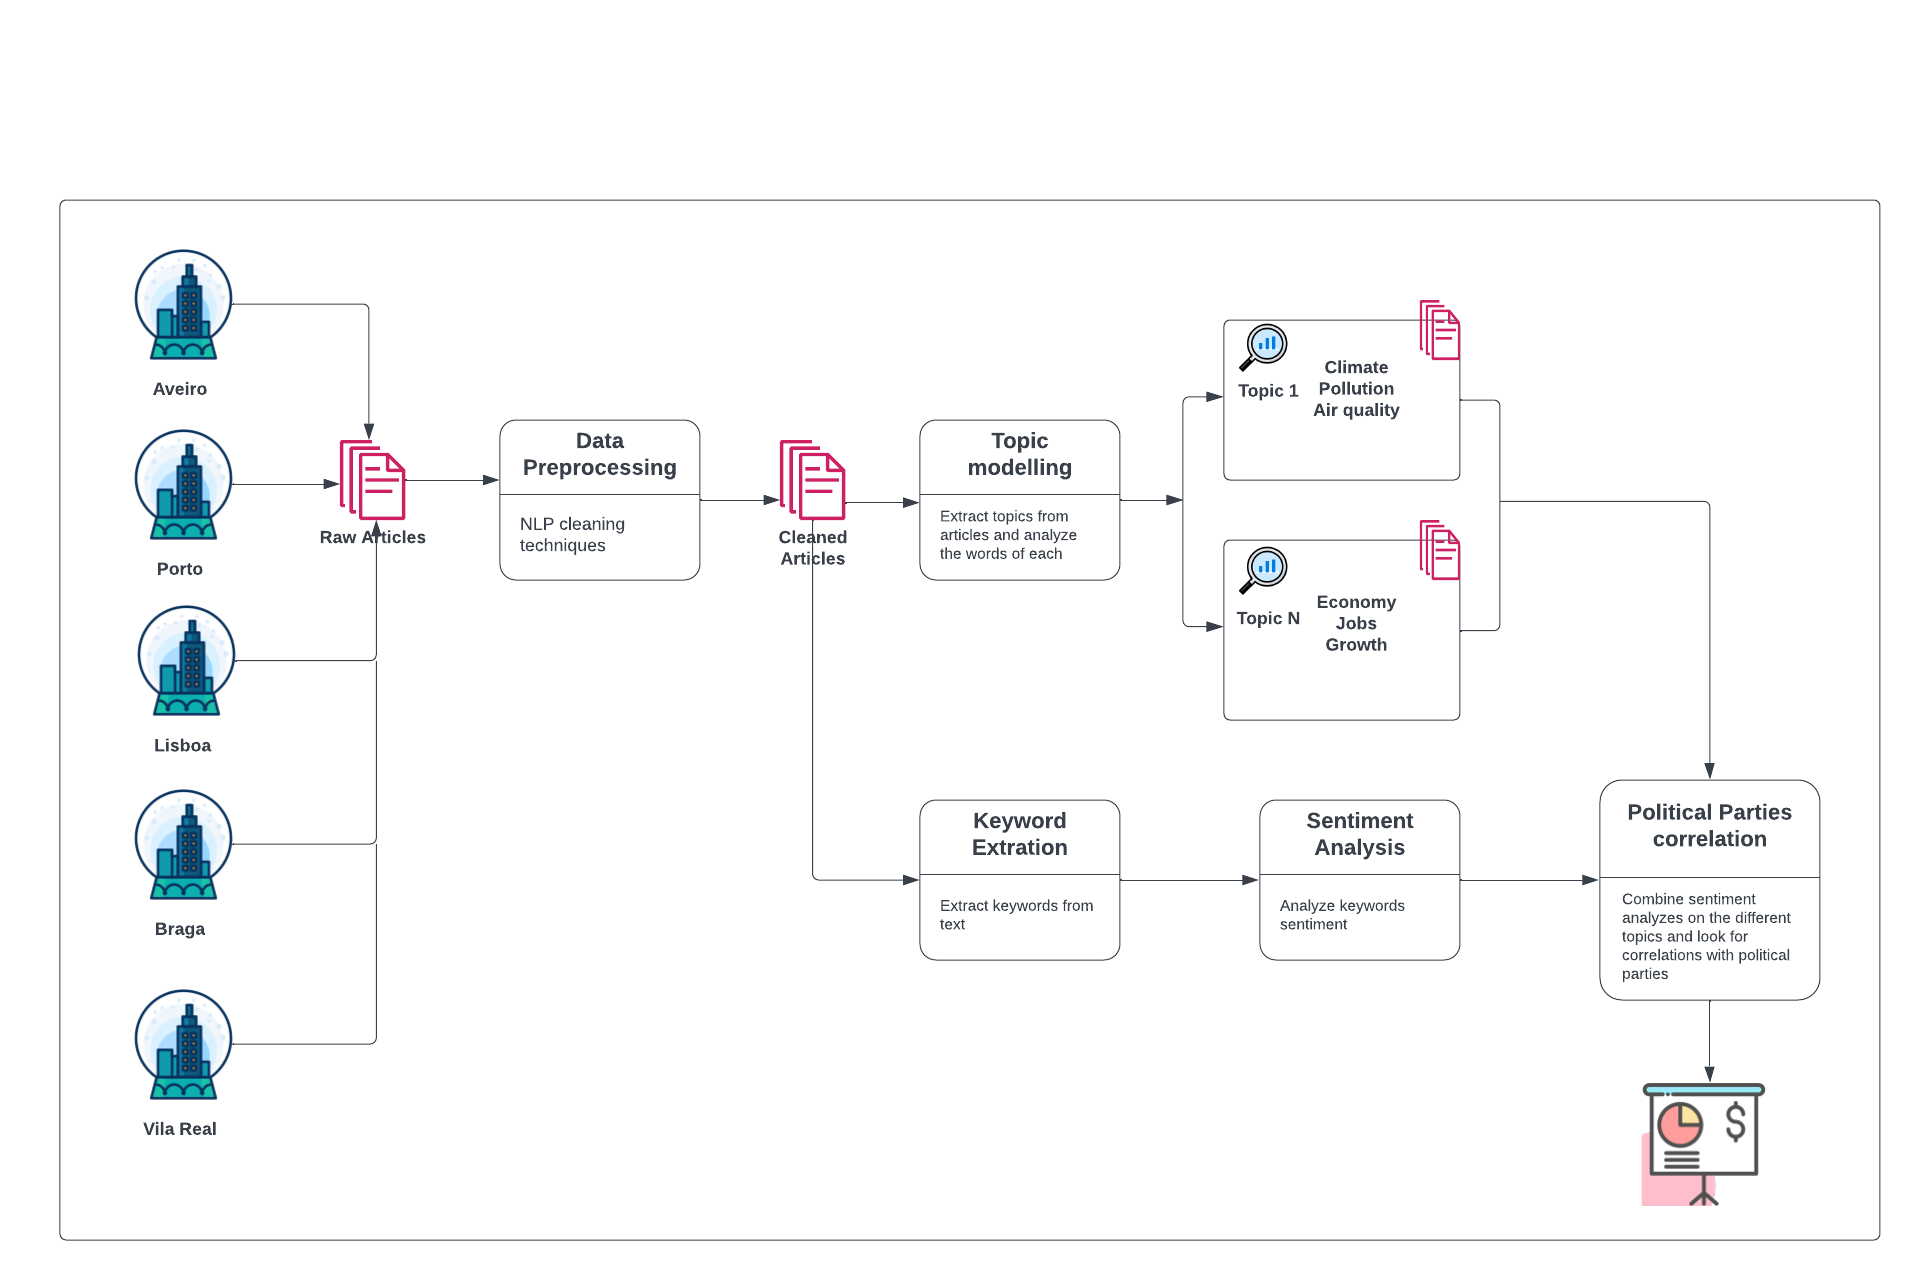 Aveiro
Porto
Lisboa
Braga
Vila Real
Raw Articles
Data
Preprocessing
NLP cleaning
techniques
Cleaned
Articles
Topic
modelling
Extract topics from
articles and analyze
the words of each
Topic 1
Climate
Pollution
Air quality
Topic N
Economy
Jobs
Growth
Keyword
Extration
Extract keywords from
text
Sentiment
Analysis
Analyze keywords
sentiment
Political Parties
correlation
Combine sentiment
analyzes on the different
topics and look for
correlations with political
parties
$